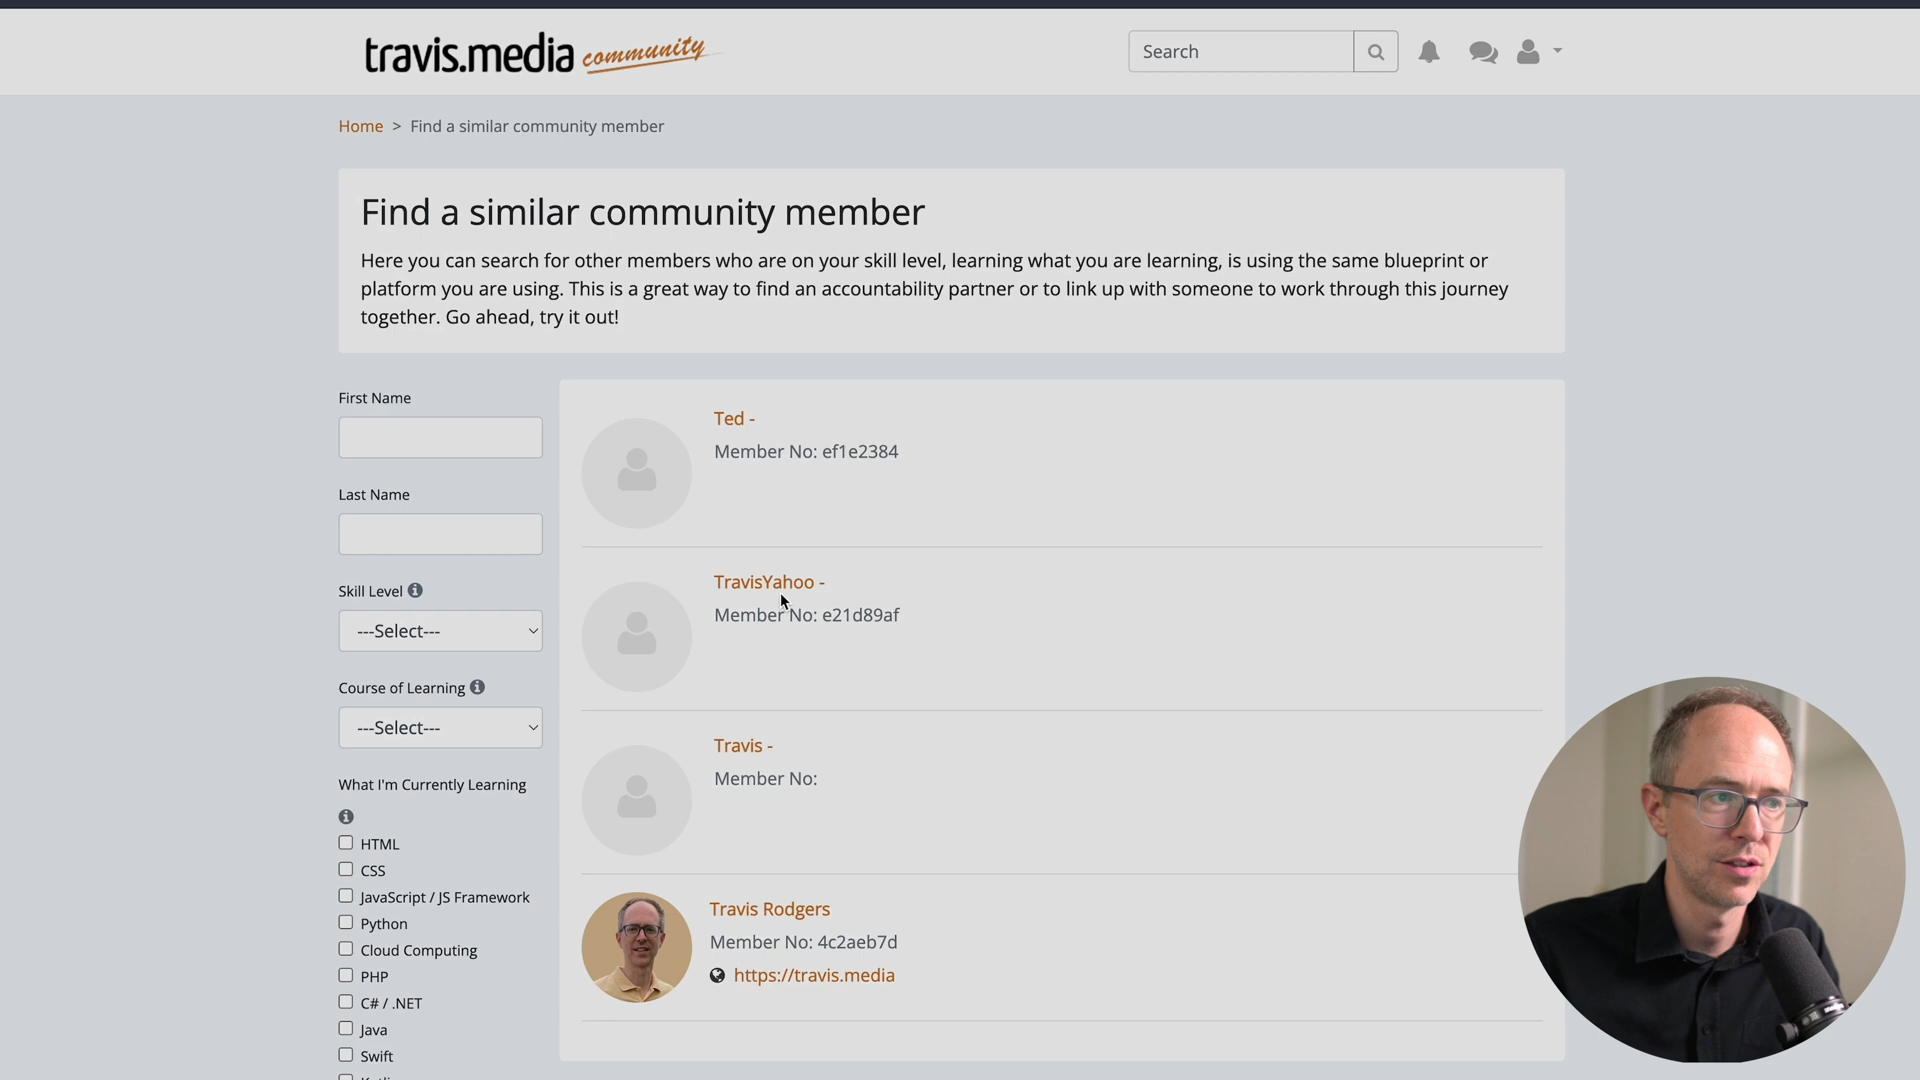 travis.media community
Search
Home > Find a similar community member
Find a similar community member
Here you can search for other members who are on your skill level, learning what you are learning, is using the same blueprint or
platform you are using. This is a great way to find an accountability partner or to link up with someone to work through this journey
together. Go ahead, try it out!
First Name
Last Name
Skill Level
---Select---
Course of Learning
---Select---
What I'm Currently Learning
HTML
CSS
JavaScript / JS Framework
Python
Cloud Computing
PHP
C# / .NET
Java
Swift
Ted -
Member No: ef1e2384
TravisYahoo -
Member No: e21d89af
Travis -
Member No:
Travis Rodgers
Member No: 4c2aeb7d
https://travis.media